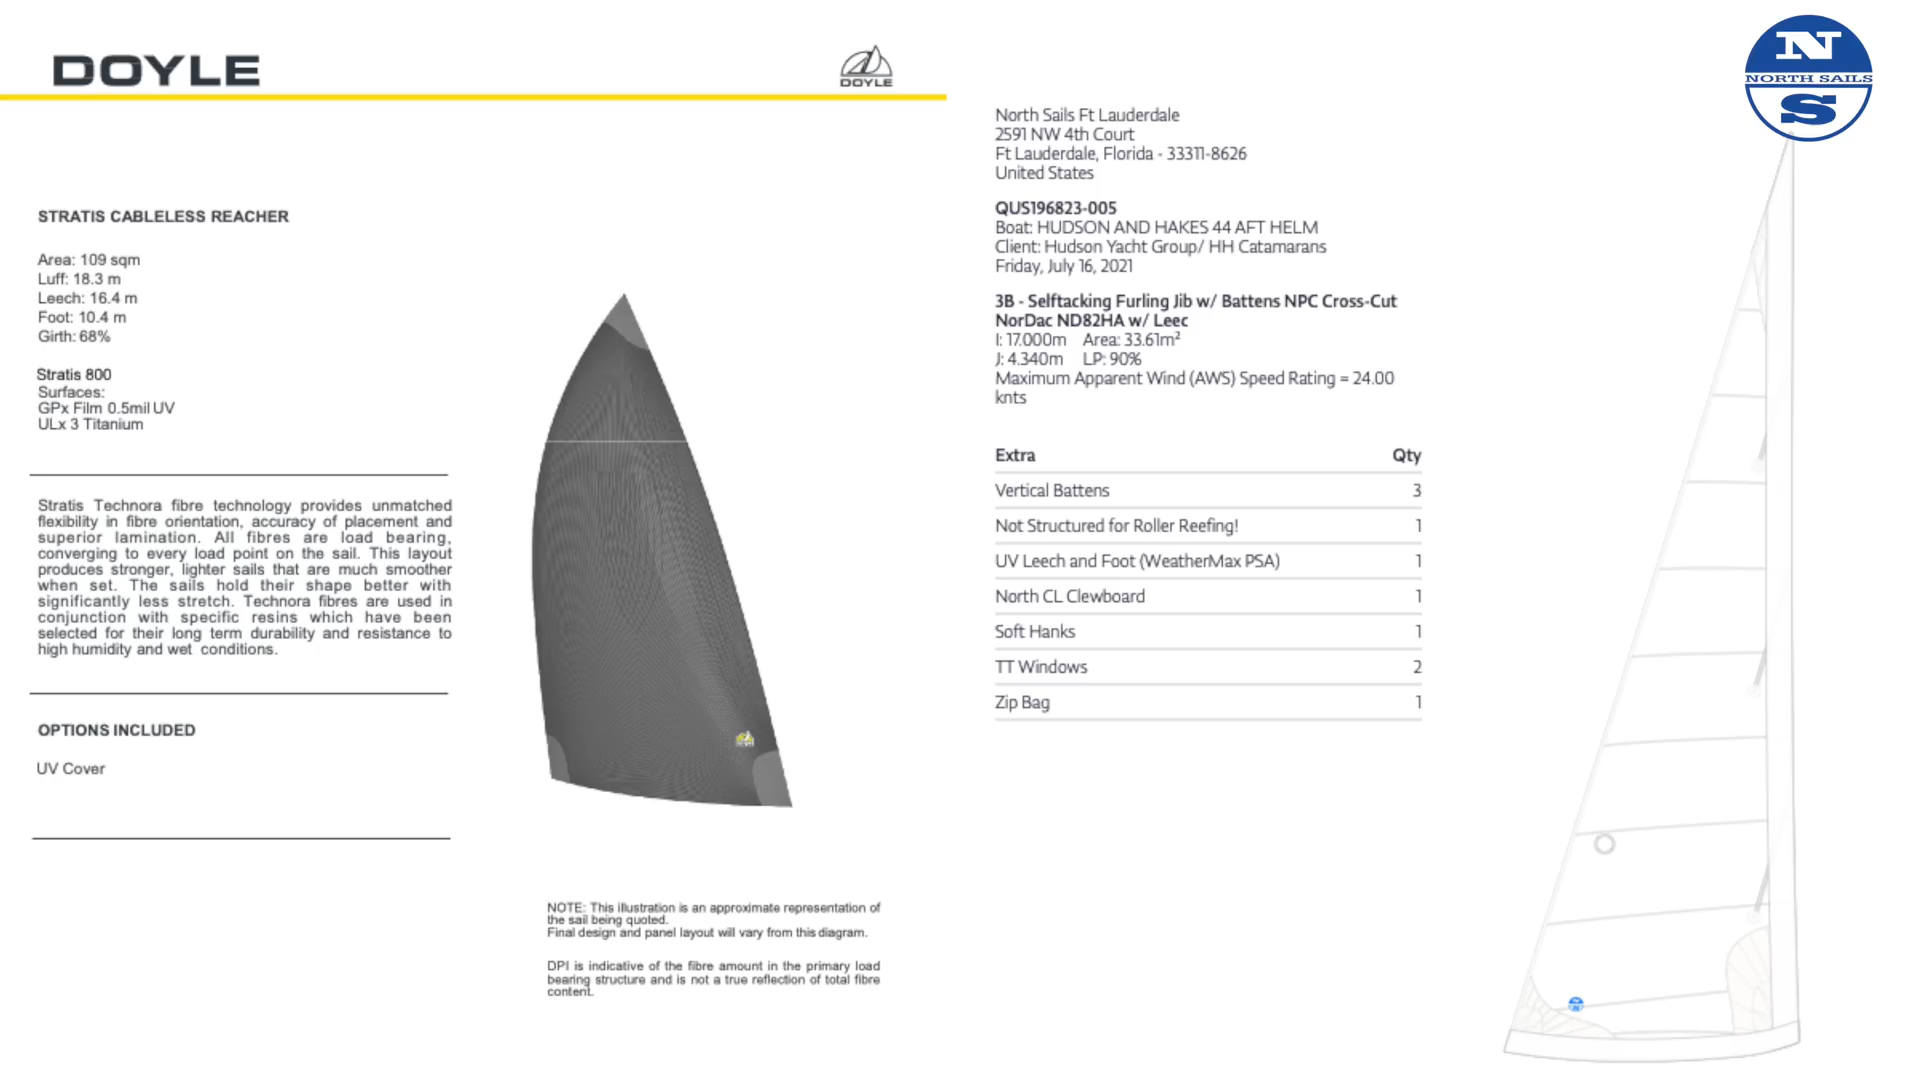 DOYLE
DOYLE
STRATIS CABLELESS REACHER
Area: 109 sqm
Luff: 18.3 m
Leech: 16.4 m
Foot: 10.4 m
Girth: 68%
Stratis 800
Surfaces:
GPx Film 0.5mil UV
ULx 3 Titanium
Stratis Technora fibre technology provides unmatched
flexibility in fibre orientation, accuracy of placement and
superior lamination. All fibres are load bearing,
converging to every load point on the sail. This layout
produces stronger, lighter sails that are much smoother
when set. The sails hold their shape better with
significantly less stretch. Technora fibres are used in
conjunction with specific resins which have been
selected for their long term durability and resistance to
high humidity and wet conditions.
OPTIONS INCLUDED
UV Cover
NOTE: This illustration is an approximate representation of
the sail being quoted.
Final design and panel layout will vary from this diagram.
DPI is indicative of the fibre amount in the primary load
bearing structure and is not a true reflection of total fibre
content.
N
NORTH SAILS
S
North Sails Ft Lauderdale
2591 NW 4th Court
Ft Lauderdale, Florida - 33311-8626
United States
QUS196823-005
Boat: HUDSON AND HAKES 44 AFT HELM
Client: Hudson Yacht Group/ HH Catamarans
Friday, July 16, 2021
3B - Selftacking Furling Jib w/ Battens NPC Cross-Cut
NorDac ND82HA w/ Leec
I: 17.000m Area: 33.61m²
J: 4.340m LP: 90%
Maximum Apparent Wind (AWS) Speed Rating = 24.00
knts
Extra Qty
Vertical Battens 3
Not Structured for Roller Reefing! 1
UV Leech and Foot (WeatherMax PSA) 1
North CL Clewboard 1
Soft Hanks 1
TT Windows 2
Zip Bag 1